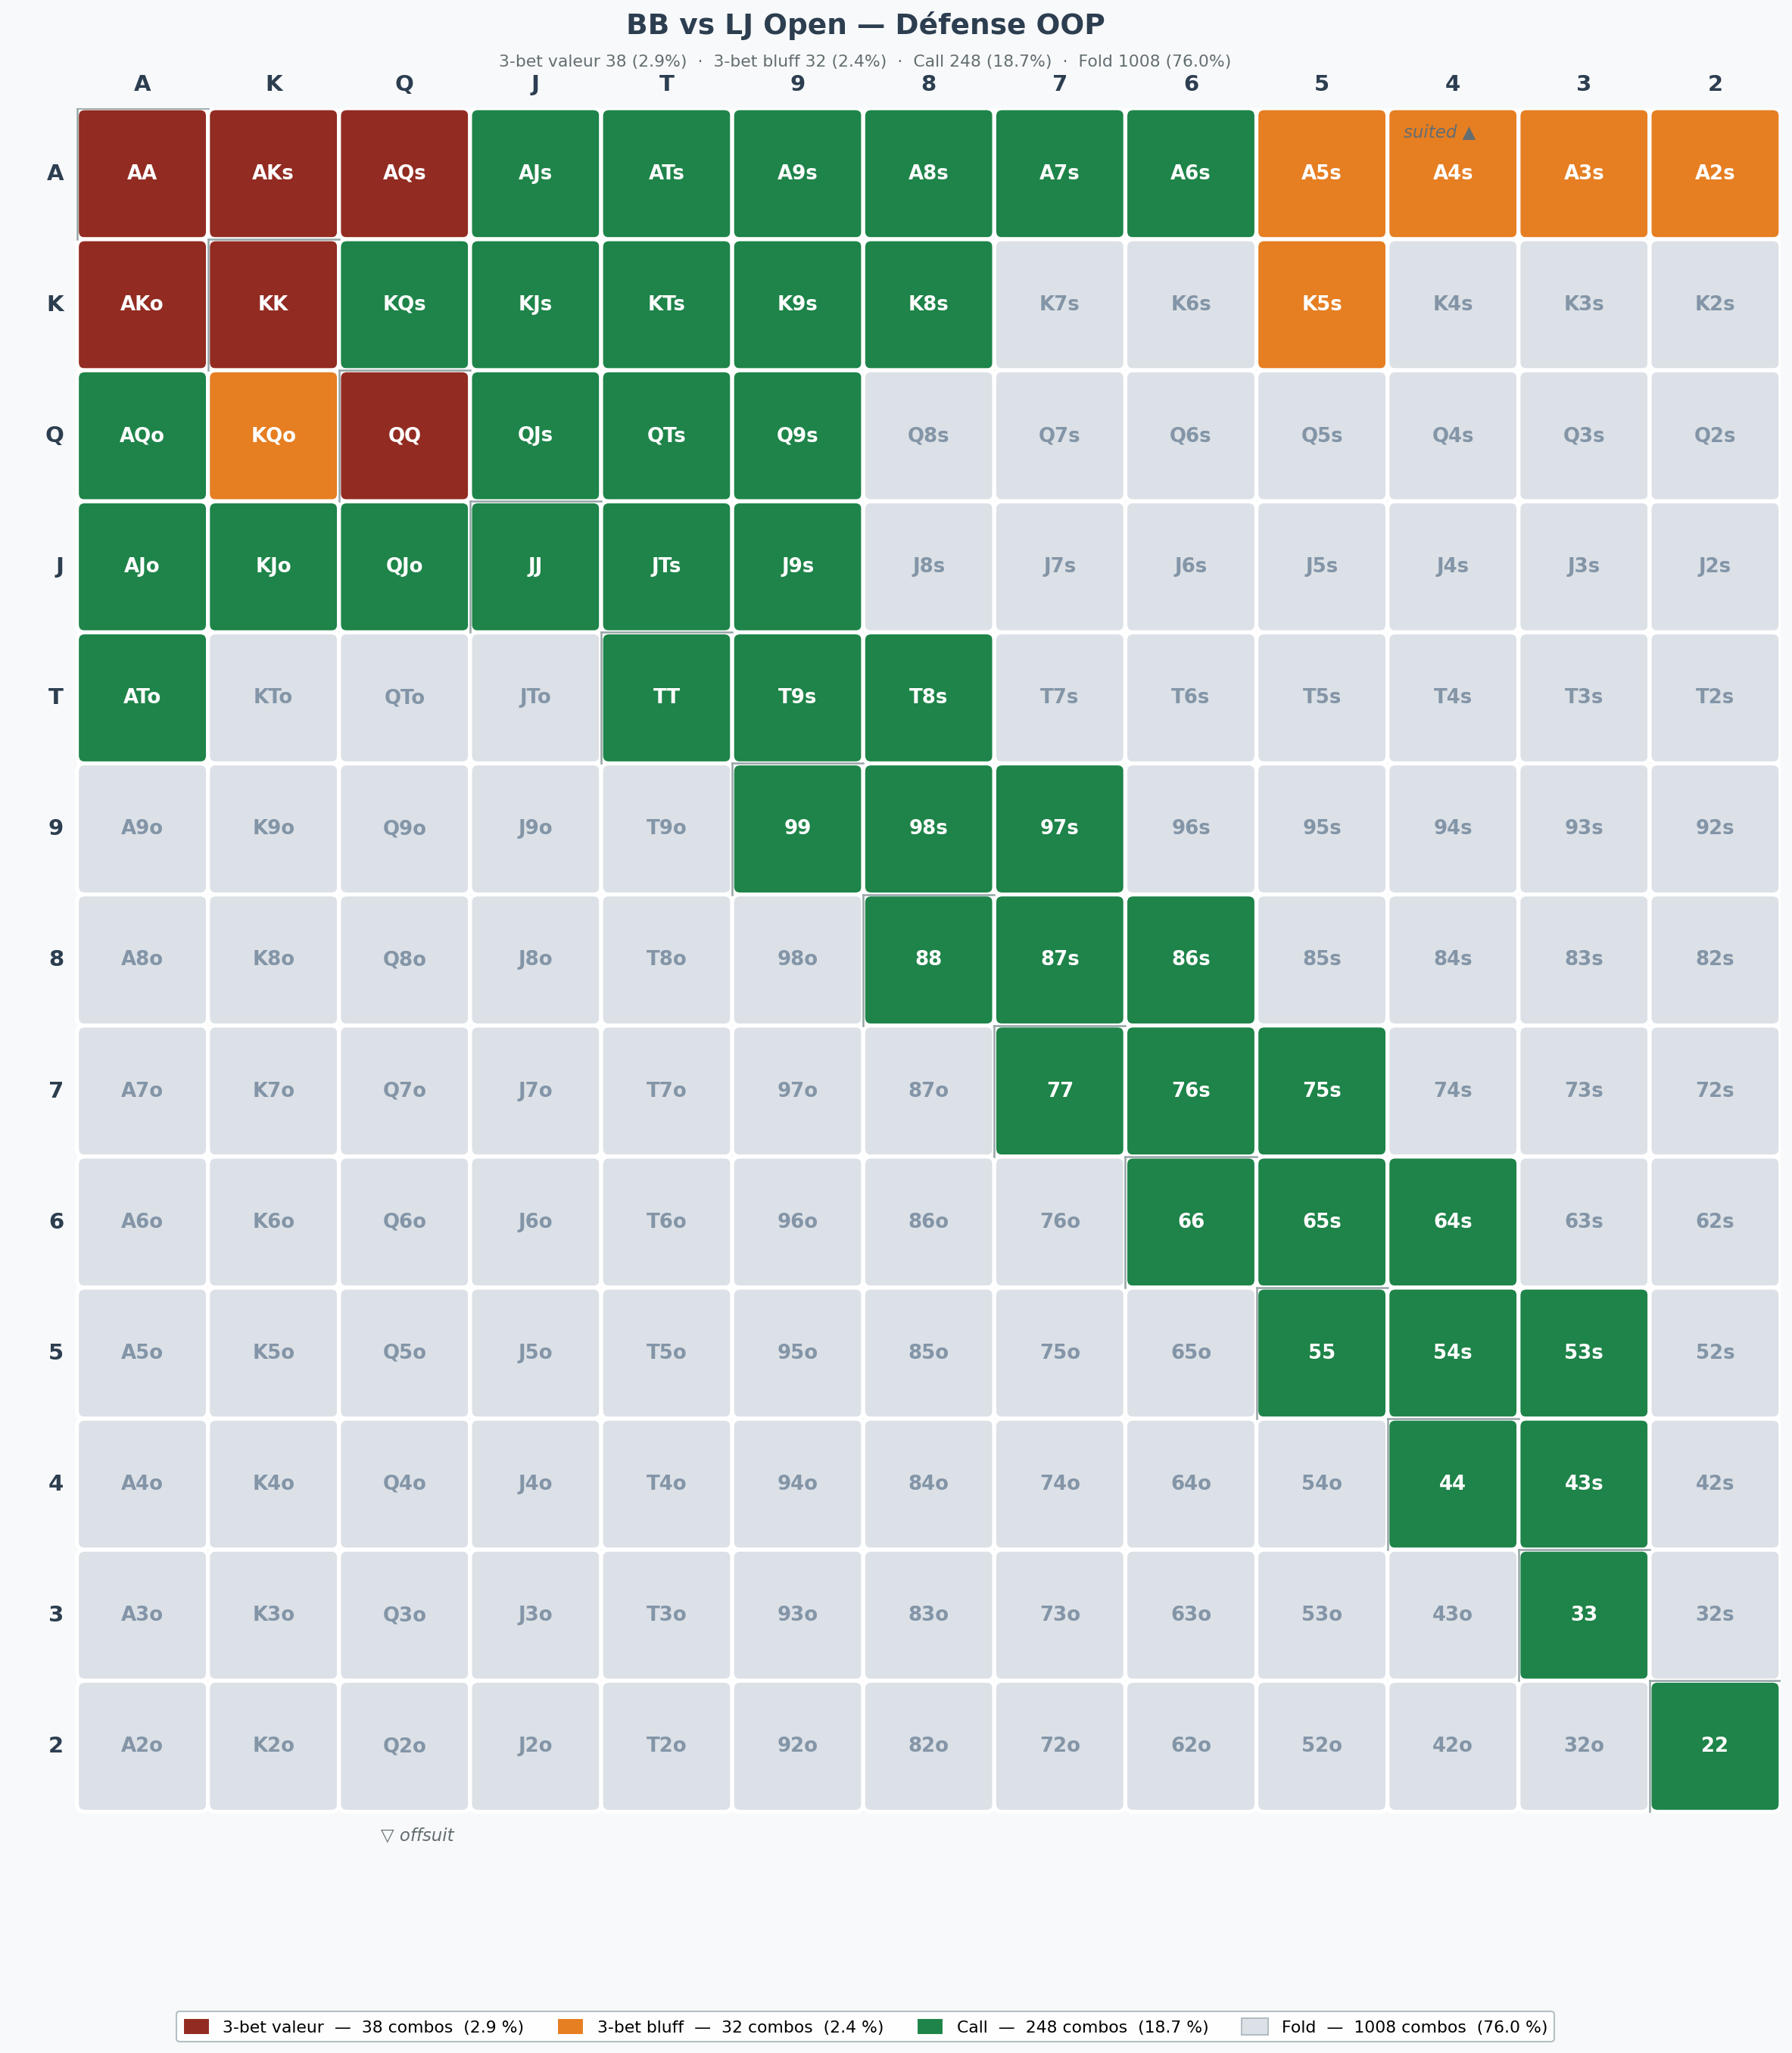 BB vs LJ Open — Défense OOP
3-bet valeur 38 (2.9%) · 3-bet bluff 32 (2.4%) · Call 248 (18.7%) · Fold 1008 (76.0%)
A K Q J T 9 8 7 6 5 4 3 2
suited ▲
A AA AKs AQs AJs ATs A9s A8s A7s A6s A5s A4s A3s A2s
K AKo KK KQs KJs KTs K9s K8s K7s K6s K5s K4s K3s K2s
Q AQo KQo QQ QJs QTs Q9s Q8s Q7s Q6s Q5s Q4s Q3s Q2s
J AJo KJo QJo JJ JTs J9s J8s J7s J6s J5s J4s J3s J2s
T ATo KTo QTo JTo TT T9s T8s T7s T6s T5s T4s T3s T2s
9 A9o K9o Q9o J9o T9o 99 98s 97s 96s 95s 94s 93s 92s
8 A8o K8o Q8o J8o T8o 98o 88 87s 86s 85s 84s 83s 82s
7 A7o K7o Q7o J7o T7o 97o 87o 77 76s 75s 74s 73s 72s
6 A6o K6o Q6o J6o T6o 96o 86o 76o 66 65s 64s 63s 62s
5 A5o K5o Q5o J5o T5o 95o 85o 75o 65o 55 54s 53s 52s
4 A4o K4o Q4o J4o T4o 94o 84o 74o 64o 54o 44 43s 42s
3 A3o K3o Q3o J3o T3o 93o 83o 73o 63o 53o 43o 33 32s
2 A2o K2o Q2o J2o T2o 92o 82o 72o 62o 52o 42o 32o 22
▽ offsuit
3-bet valeur — 38 combos (2.9 %) 3-bet bluff — 32 combos (2.4 %) Call — 248 combos (18.7 %) Fold — 1008 combos (76.0 %)